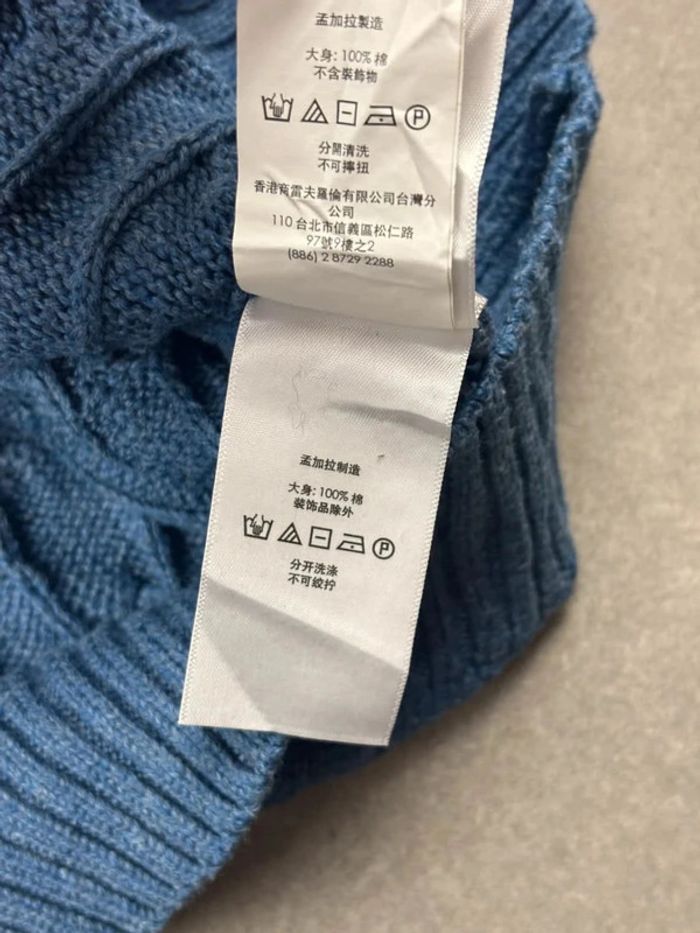 孟加拉製造
大身: 100% 棉
不含裝飾物
P
分開清洗
不可擰扭
香港商雷夫羅倫有限公司台灣分
公司
110 台北市信義區松仁路
97號9樓之2
(886) 2 8729 2288
孟加拉制造
大身: 100% 棉
装饰品除外
P
分开洗涤
不可绞拧